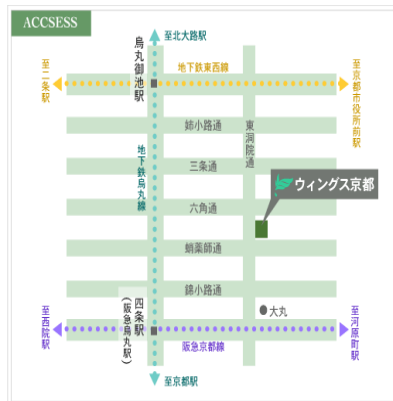 ACCSESS
至北大路駅
烏丸御池駅
地下鉄東西線
至二条駅
至京都市役所前駅
姉小路通
東洞院通
地下鉄烏丸線
三条通
ウィングス京都
六角通
蛸薬師通
錦小路通
四条駅
(阪急烏丸駅)
大丸
至西院駅
至河原町駅
阪急京都線
至京都駅